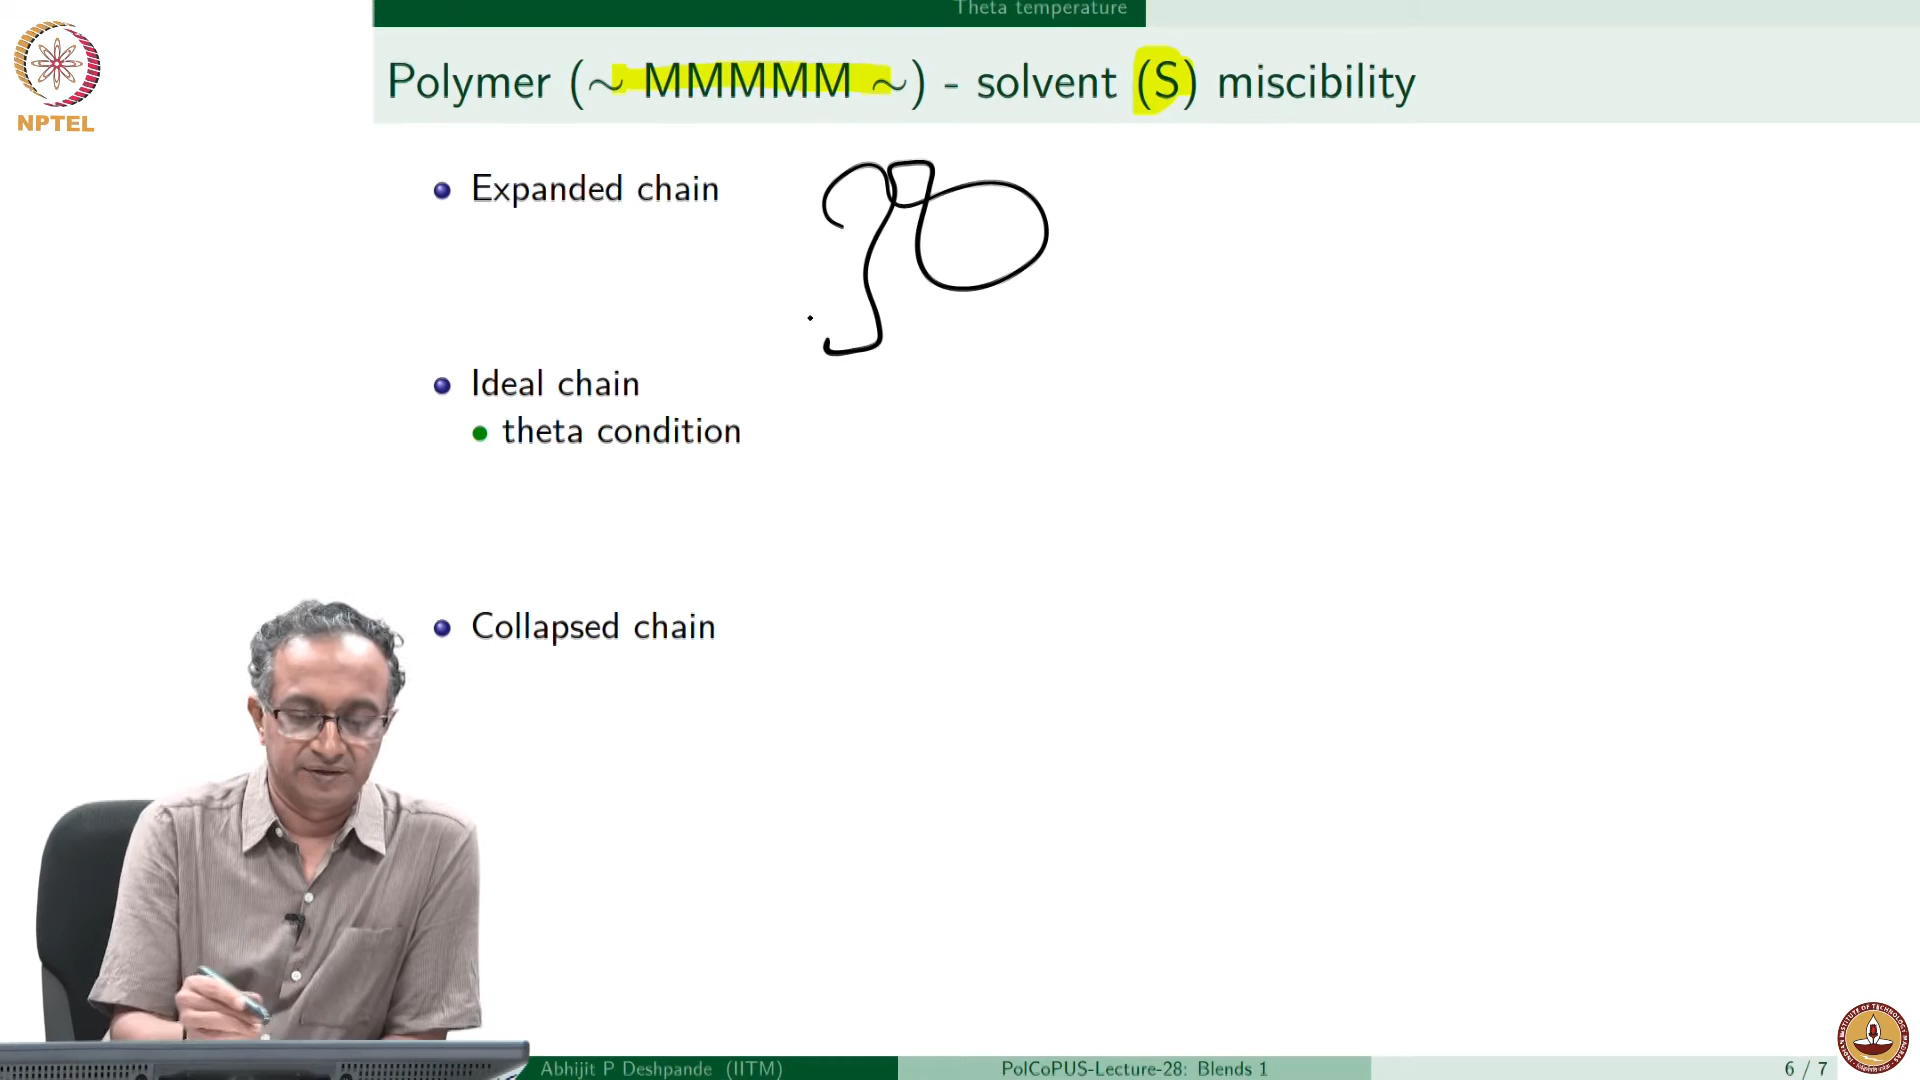 Theta temperature
NPTEL
Polymer (∼ MMMMM ∼) - solvent (S) miscibility
Expanded chain
Ideal chain
theta condition
Collapsed chain
Abhijit P Deshpande (IITM)
PolCoPUS-Lecture-28: Blends 1
6 / 7